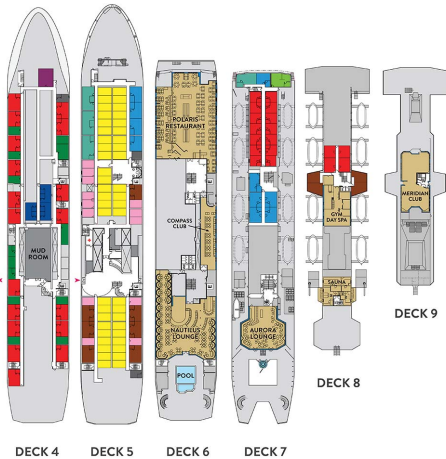 POLARIS
RESTAURANT
COMPASS
CLUB
MUD
ROOM
GYM
DAY SPA
MERIDIAN
CLUB
SAUNA
NAUTILUS
LOUNGE
AURORA
LOUNGE
POOL
DECK 9
DECK 8
DECK 4
DECK 5
DECK 6
DECK 7